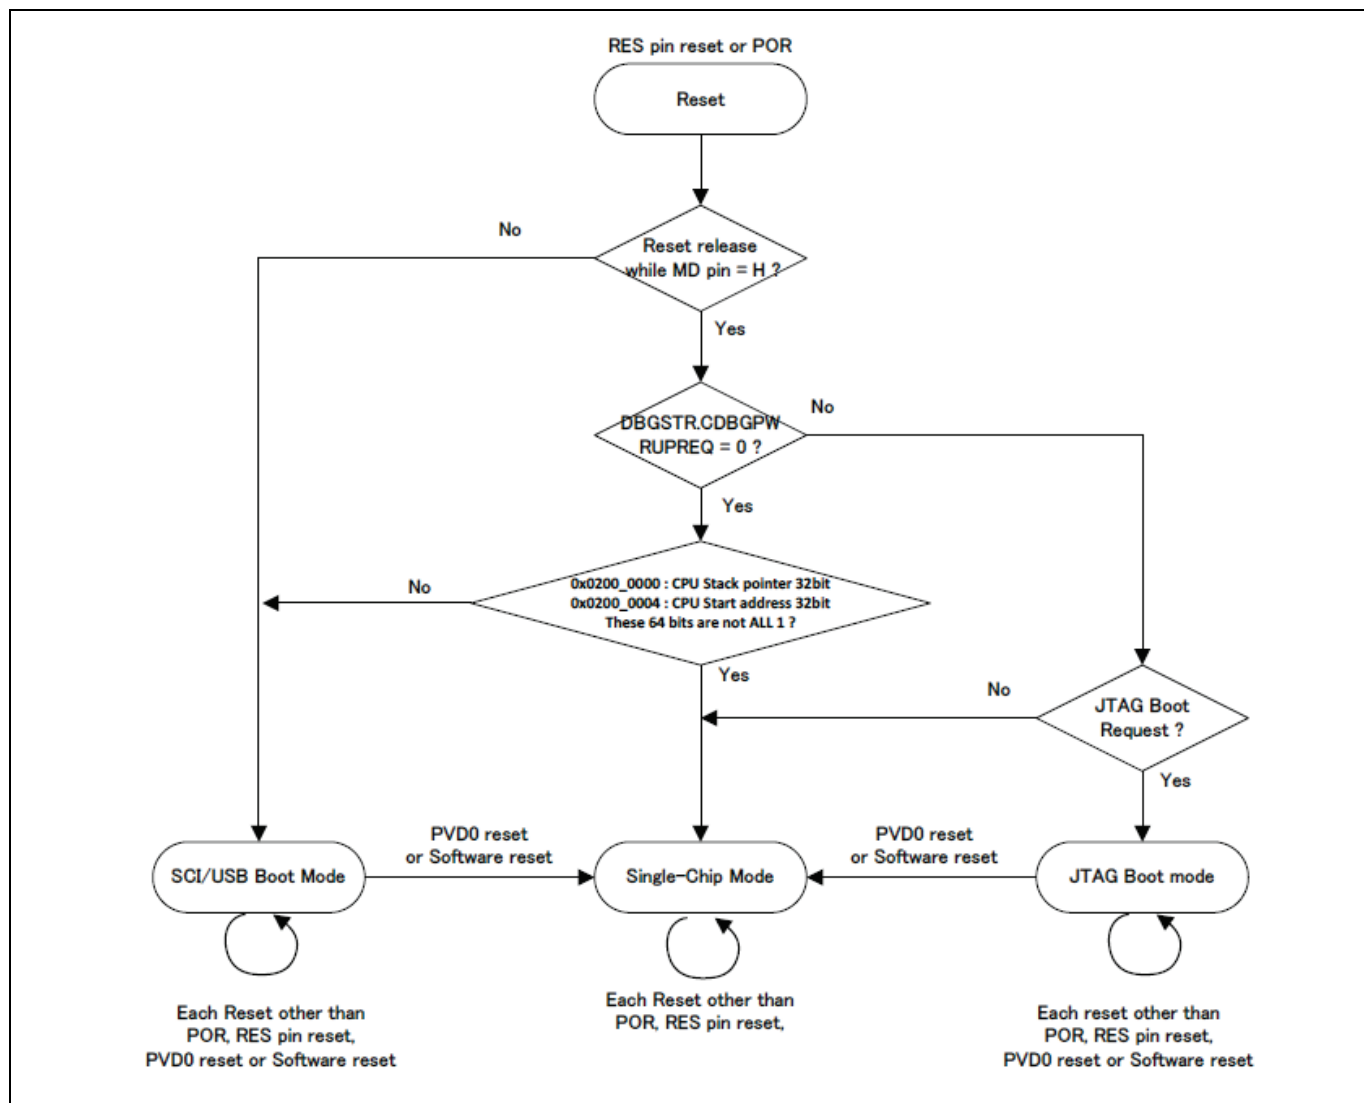 RES pin reset or POR
Reset
No
Reset release
while MD pin = H ?
Yes
DBGSTR.CDBGPW
RUPREQ = 0 ?
No
Yes
No
0x0200_0000 : CPU Stack pointer 32bit
0x0200_0004 : CPU Start address 32bit
These 64 bits are not ALL 1 ?
Yes
No
JTAG Boot
Request ?
Yes
PVD0 reset
or Software reset
PVD0 reset
or Software reset
SCI/USB Boot Mode
Single-Chip Mode
JTAG Boot mode
Each Reset other than
POR, RES pin reset,
PVD0 reset or Software reset
Each Reset other than
POR, RES pin reset,
Each reset other than
POR, RES pin reset,
PVD0 reset or Software reset